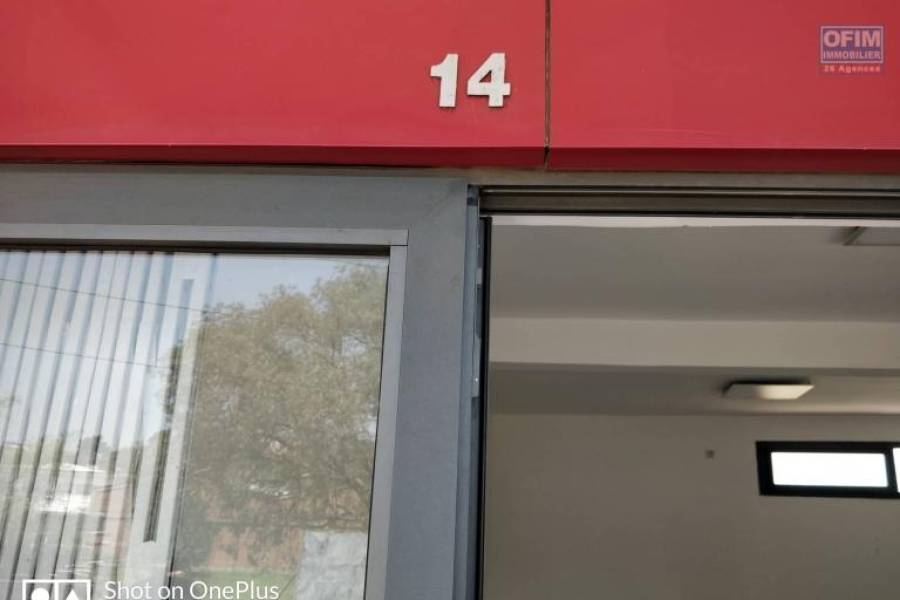 14
OFIM
IMMOBILIER
26 Agences
Shot on OnePlus